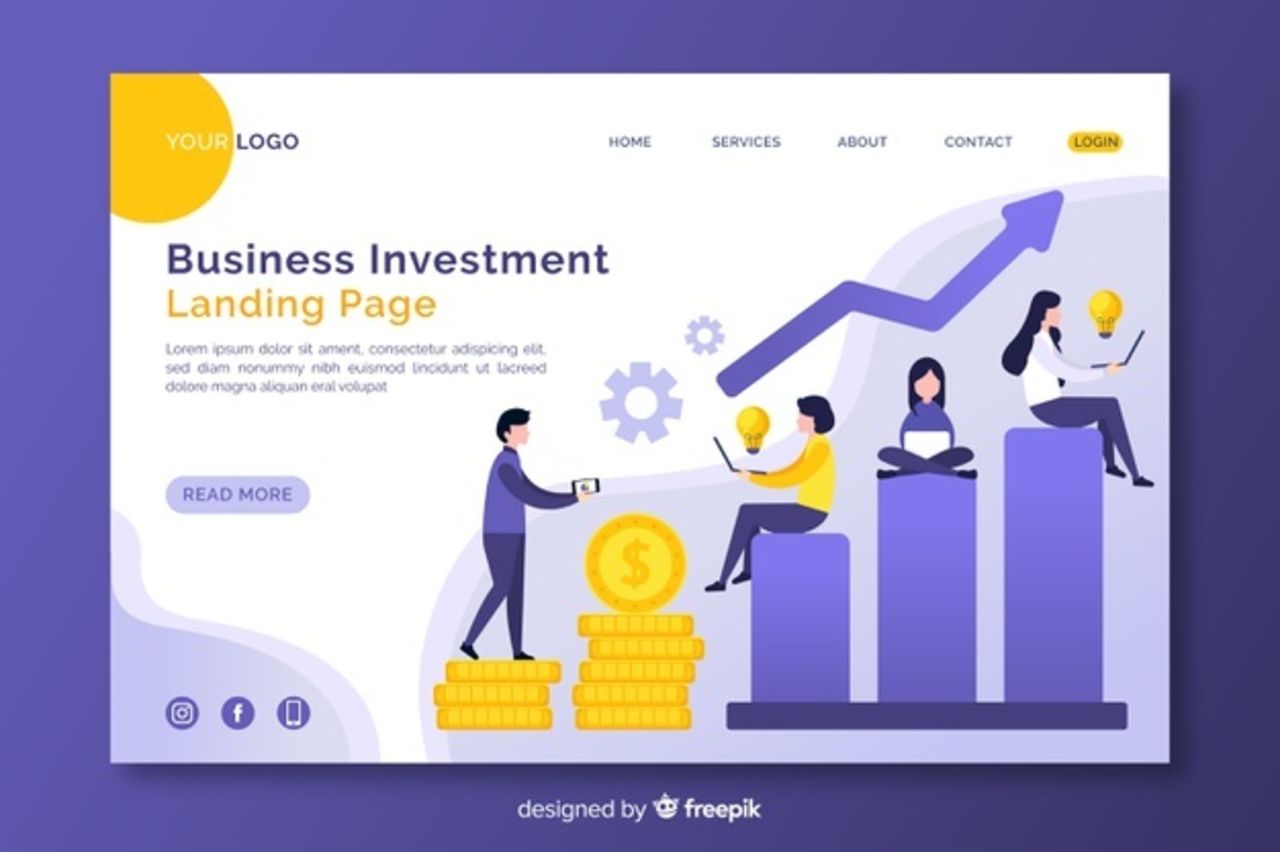 YOUR LOGO
HOME SERVICES ABOUT CONTACT LOGIN
Business Investment
Landing Page
Lorem ipsum dolor sit ament, consectetur adispicing elit,
sed diam nonummy nibh euismod lincidunt ut lacreed
dolore magna aliquan eral volupat
READ MORE
$
f
designed by freepik